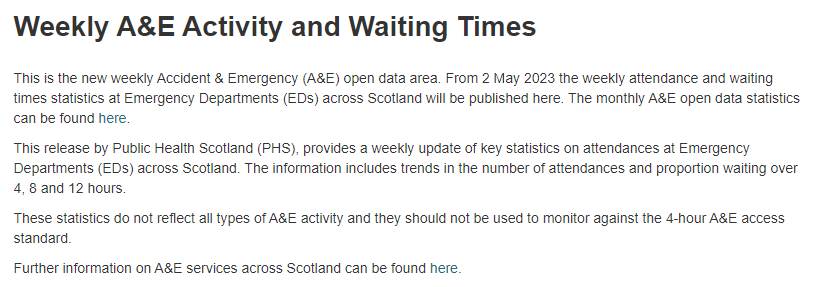 Weekly A&E Activity and Waiting Times
This is the new weekly Accident & Emergency (A&E) open data area. From 2 May 2023 the weekly attendance and waiting
times statistics at Emergency Departments (EDs) across Scotland will be published here. The monthly A&E open data statistics
can be found here.
This release by Public Health Scotland (PHS), provides a weekly update of key statistics on attendances at Emergency
Departments (EDs) across Scotland. The information includes trends in the number of attendances and proportion waiting over
4, 8 and 12 hours.
These statistics do not reflect all types of A&E activity and they should not be used to monitor against the 4-hour A&E access
standard.
Further information on A&E services across Scotland can be found here.